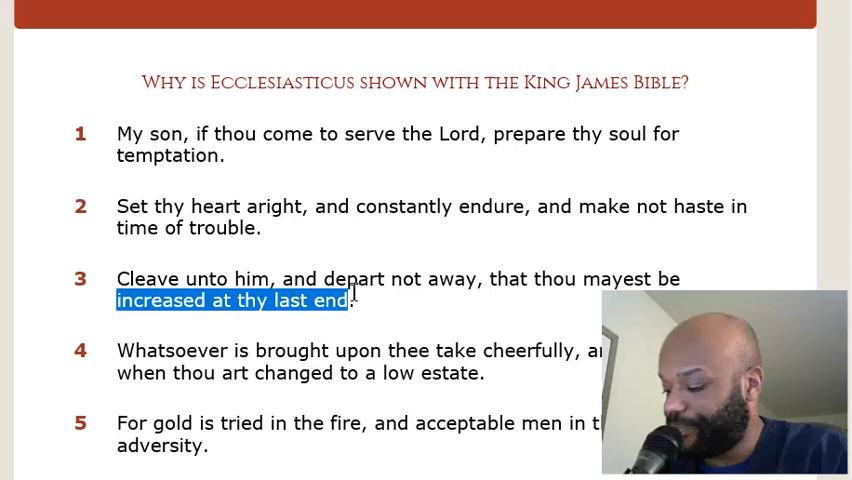 Why is Ecclesiasticus shown with the King James Bible?
1 My son, if thou come to serve the Lord, prepare thy soul for
temptation.
2 Set thy heart aright, and constantly endure, and make not haste in
time of trouble.
3 Cleave unto him, and depart not away, that thou mayest be
increased at thy last end.
4 Whatsoever is brought upon thee take cheerfully,
when thou art changed to a low estate.
5 For gold is tried in the fire, and acceptable men in
adversity.